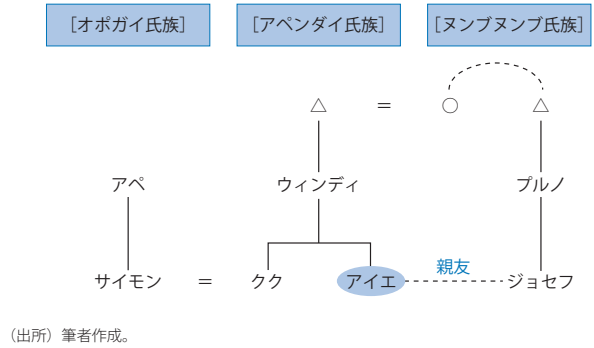 [オポガイ氏族] [アペンダイ氏族] [ヌンブヌンブ氏族]
△ = ○ △
アペ ウィンディ プルノ
サイモン = クク アイエ 親友 ジョセフ
(出所)筆者作成。